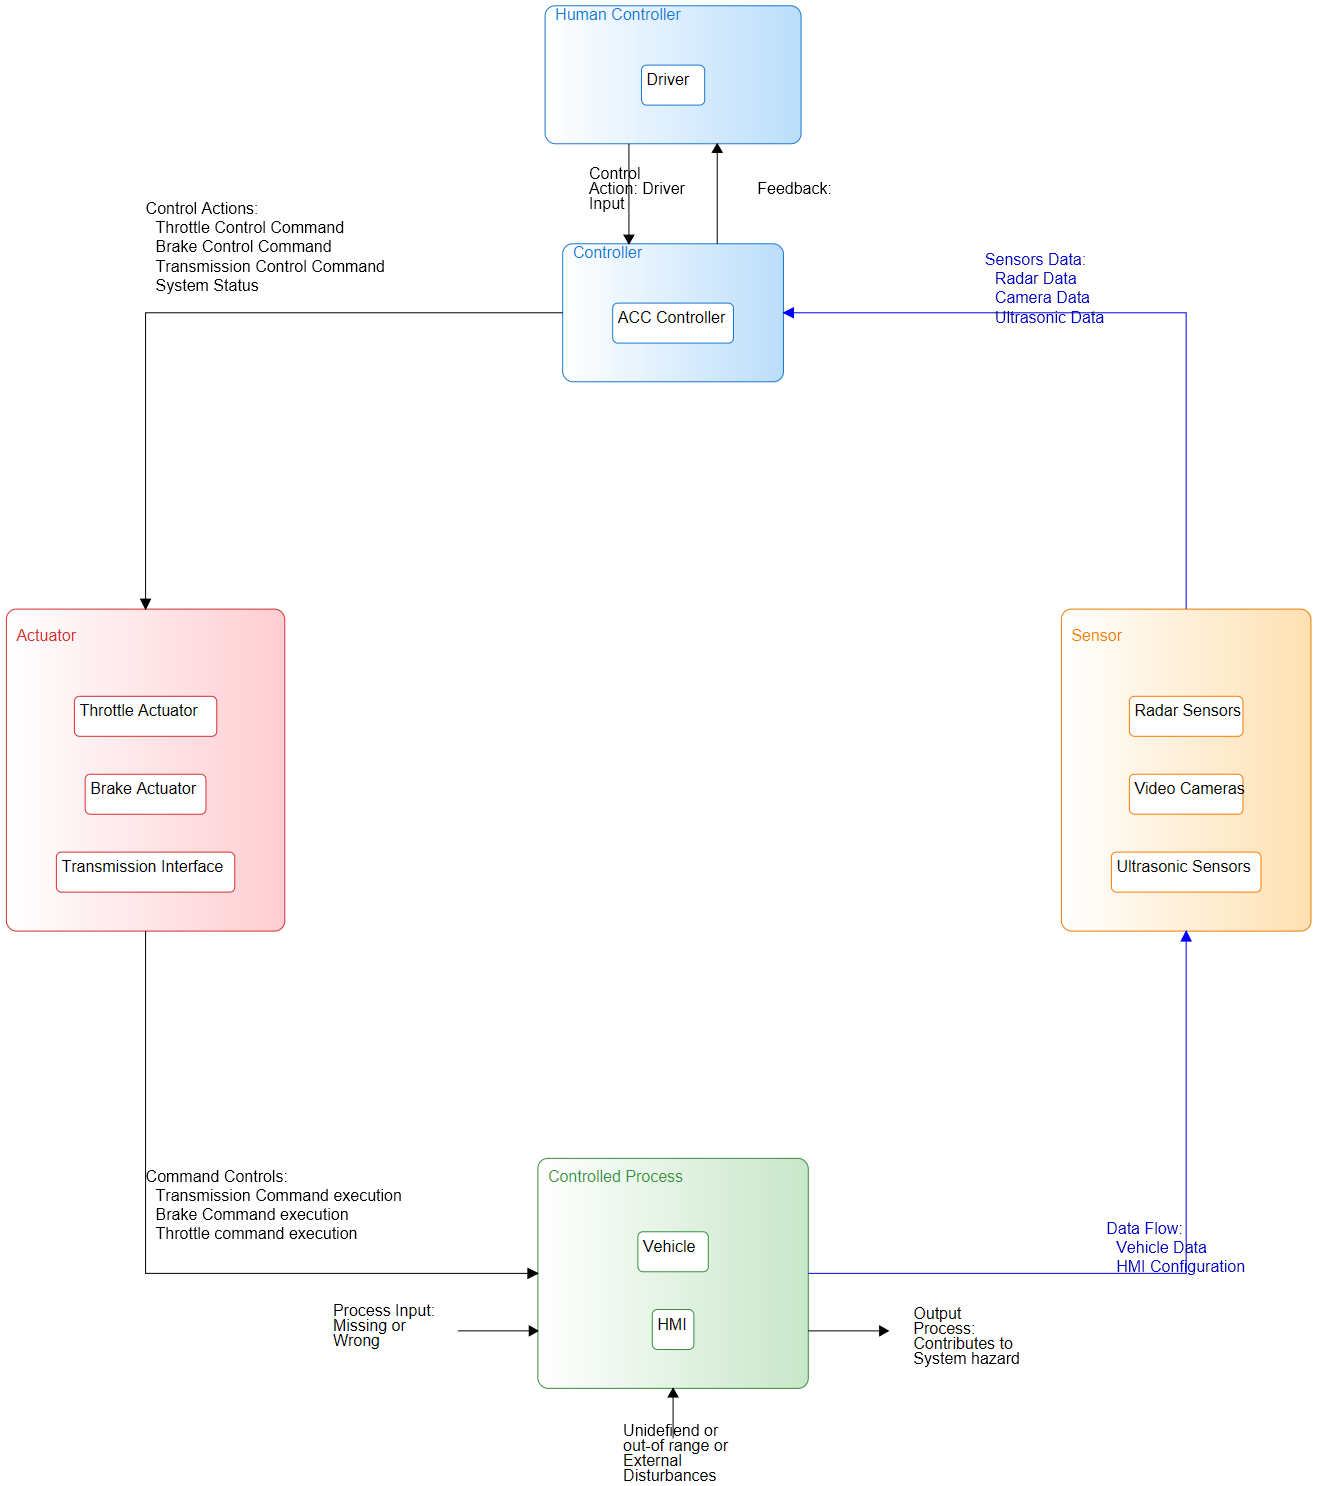 Human Controller
Driver
Control
Action: Driver
Input
Feedback:
Control Actions:
Throttle Control Command
Brake Control Command
Transmission Control Command
System Status
Controller
ACC Controller
Sensors Data:
Radar Data
Camera Data
Ultrasonic Data
Actuator
Throttle Actuator
Brake Actuator
Transmission Interface
Sensor
Radar Sensors
Video Cameras
Ultrasonic Sensors
Command Controls:
Transmission Command execution
Brake Command execution
Throttle command execution
Controlled Process
Vehicle
HMI
Data Flow:
Vehicle Data
HMI Configuration
Process Input:
Missing or
Wrong
Output
Process:
Contributes to
System hazard
Unidefiend or
out-of range or
External
Disturbances